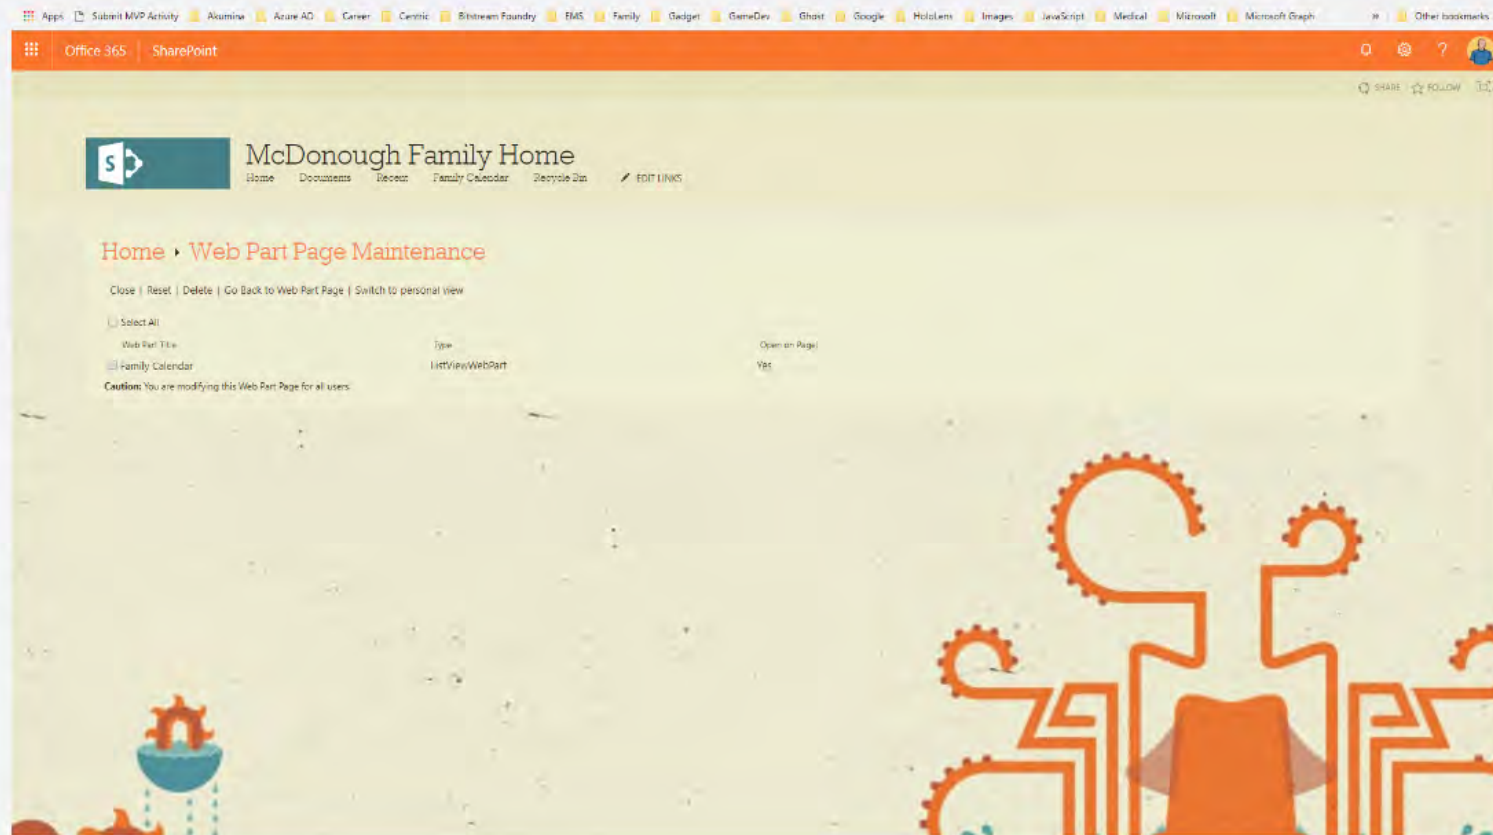 Apps Submit MVP Activity Akumina Azure AD Career Centric Bitstream Foundry EMS Family Gadget GameDev Ghost Google HoloLens Images JavaScript Medical Microsoft Microsoft Graph » Other bookmarks
Office 365 SharePoint ?
SHARE FOLLOW
S
McDonough Family Home
Home Documents Recent Family Calendar Recycle Bin EDIT LINKS
Home ▸ Web Part Page Maintenance
Close | Reset | Delete | Go Back to Web Part Page | Switch to personal view
Select All
Web Part Title Type Open on Page?
Family Calendar ListViewWebPart Yes
Caution: You are modifying this Web Part Page for all users